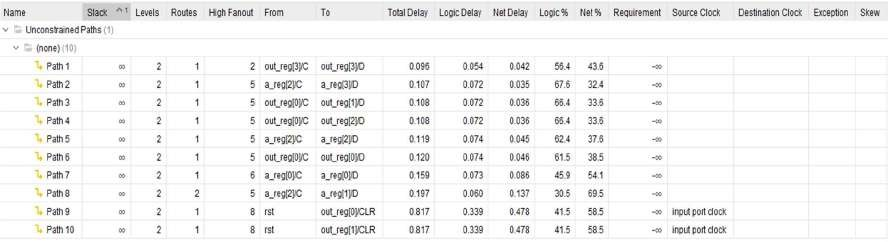 Name Slack ^1 Levels Routes High Fanout From To Total Delay Logic Delay Net Delay Logic % Net % Requirement Source Clock Destination Clock Exception Skew
Unconstrained Paths (1)
(none) (10)
Path 1 ∞ 2 1 2 out_reg[3]/C out_reg[3]/D 0.096 0.054 0.042 56.4 43.6 -∞
Path 2 ∞ 2 1 5 a_reg[2]/C a_reg[3]/D 0.107 0.072 0.035 67.6 32.4 -∞
Path 3 ∞ 2 1 5 out_reg[0]/C out_reg[1]/D 0.108 0.072 0.036 66.4 33.6 -∞
Path 4 ∞ 2 1 5 out_reg[0]/C out_reg[2]/D 0.108 0.072 0.036 66.4 33.6 -∞
Path 5 ∞ 2 1 5 a_reg[2]/C a_reg[2]/D 0.119 0.074 0.045 62.4 37.6 -∞
Path 6 ∞ 2 1 5 out_reg[0]/C out_reg[0]/D 0.120 0.074 0.046 61.5 38.5 -∞
Path 7 ∞ 2 1 6 a_reg[0]/C a_reg[0]/D 0.159 0.073 0.086 45.9 54.1 -∞
Path 8 ∞ 2 2 5 a_reg[2]/C a_reg[1]/D 0.197 0.060 0.137 30.5 69.5 -∞
Path 9 ∞ 2 1 8 rst out_reg[0]/CLR 0.817 0.339 0.478 41.5 58.5 -∞ input port clock
Path 10 ∞ 2 1 8 rst out_reg[1]/CLR 0.817 0.339 0.478 41.5 58.5 -∞ input port clock